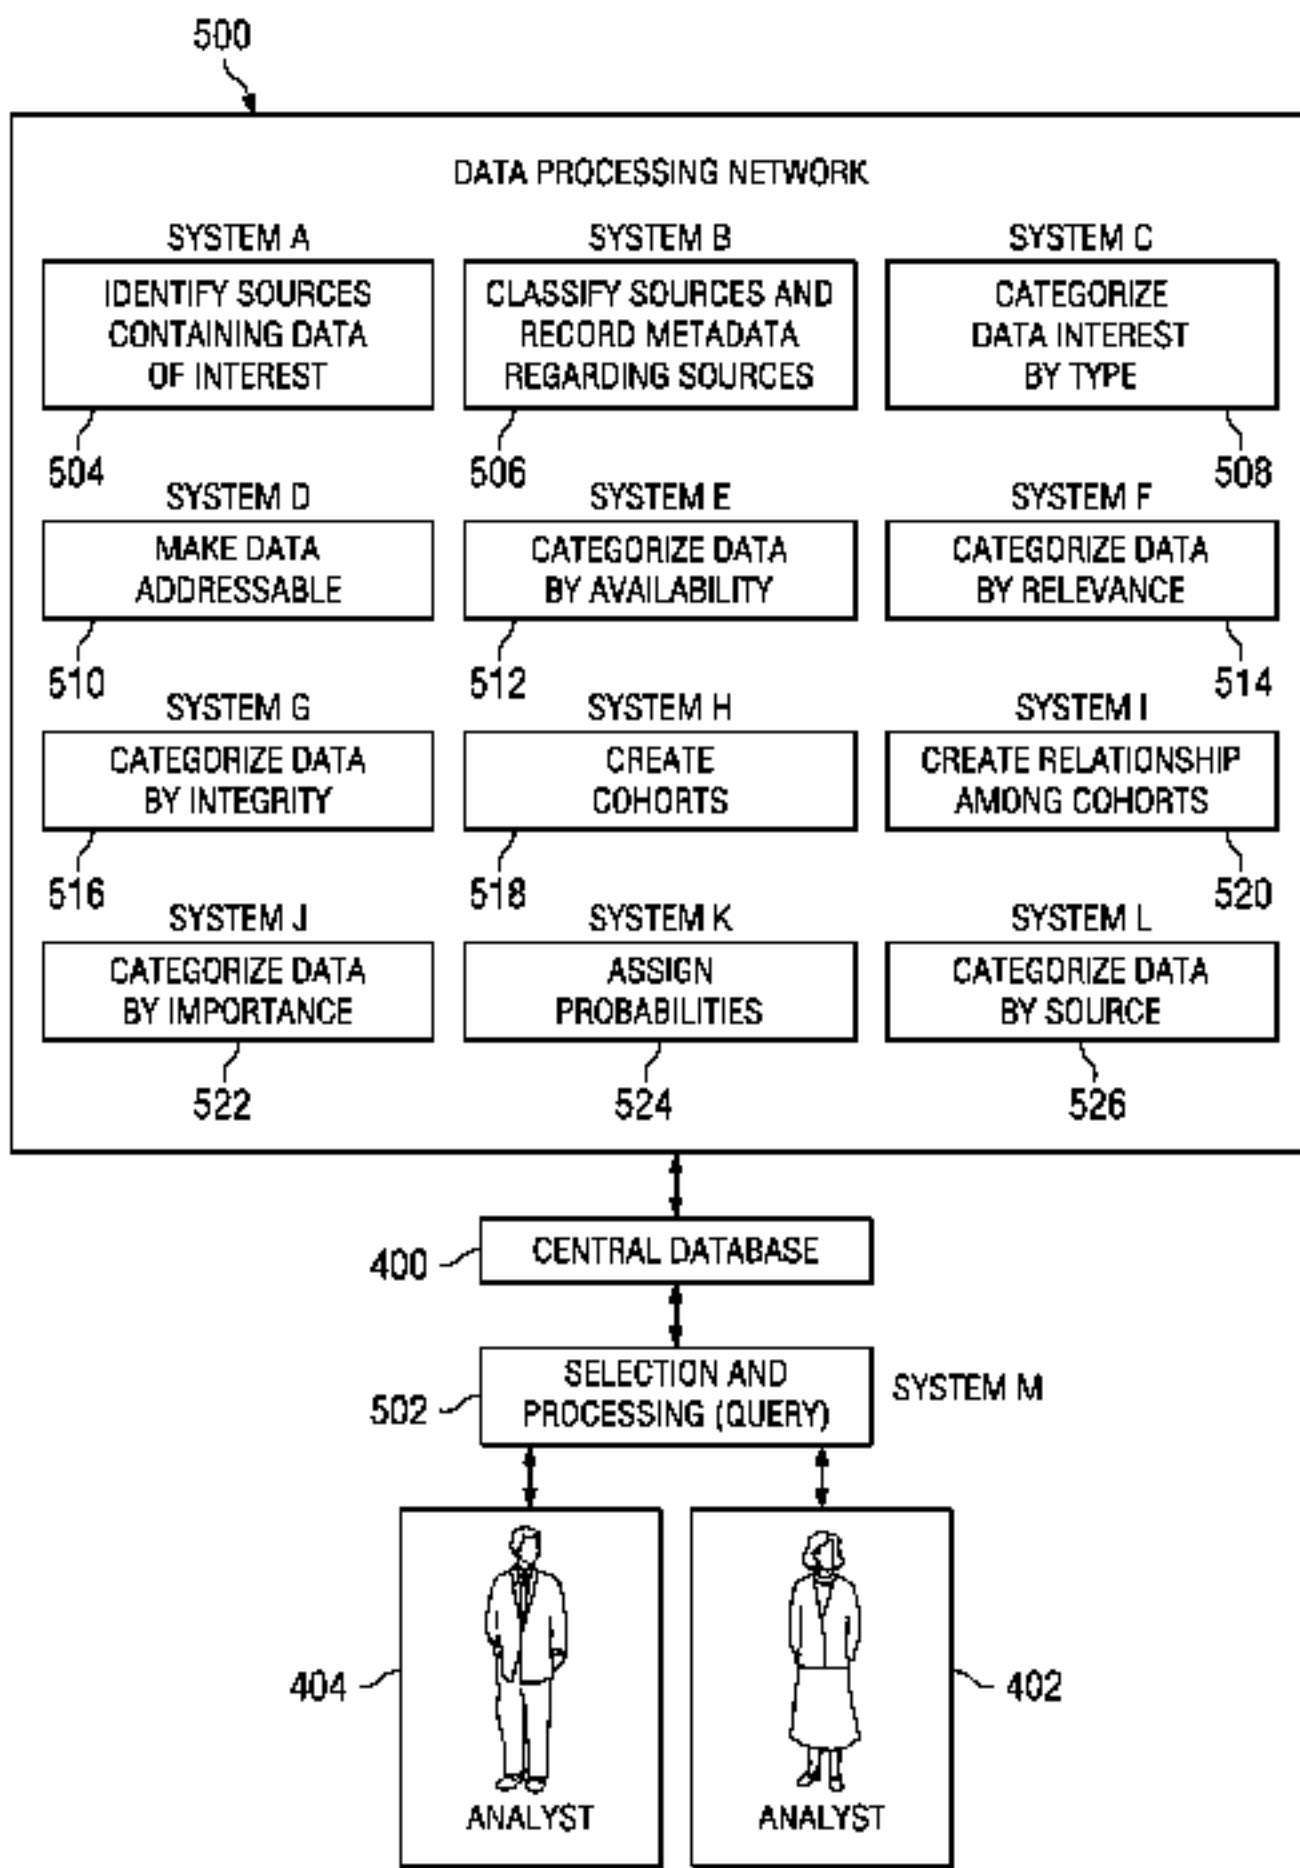 500
DATA PROCESSING NETWORK
SYSTEM A
IDENTIFY SOURCES
CONTAINING DATA
OF INTEREST
504
SYSTEM B
CLASSIFY SOURCES AND
RECORD METADATA
REGARDING SOURCES
506
SYSTEM C
CATEGORIZE
DATA INTEREST
BY TYPE
508
SYSTEM D
MAKE DATA
ADDRESSABLE
510
SYSTEM E
CATEGORIZE DATA
BY AVAILABILITY
512
SYSTEM F
CATEGORIZE DATA
BY RELEVANCE
514
SYSTEM G
CATEGORIZE DATA
BY INTEGRITY
516
SYSTEM H
CREATE
COHORTS
518
SYSTEM I
CREATE RELATIONSHIP
AMONG COHORTS
520
SYSTEM J
CATEGORIZE DATA
BY IMPORTANCE
522
SYSTEM K
ASSIGN
PROBABILITIES
524
SYSTEM L
CATEGORIZE DATA
BY SOURCE
526
400
CENTRAL DATABASE
502
SELECTION AND
PROCESSING (QUERY)
SYSTEM M
404
ANALYST
402
ANALYST